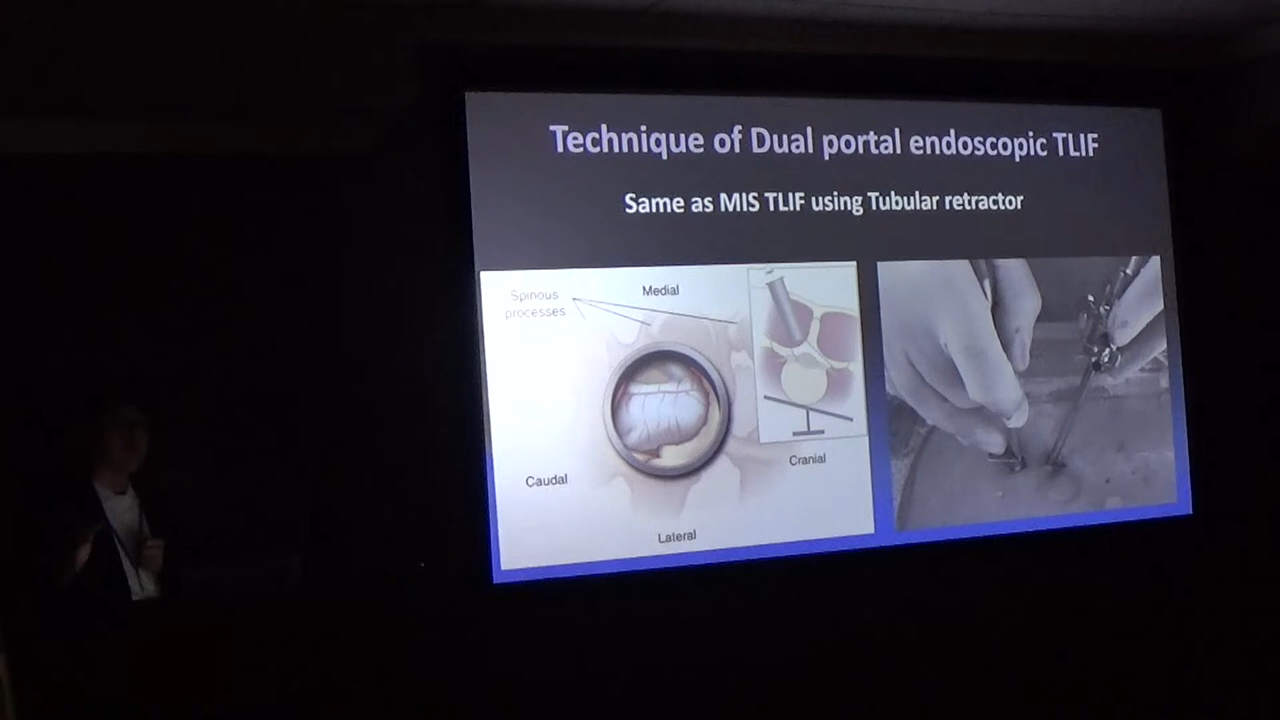 Technique of Dual portal endoscopic TLIF
Same as MIS TLIF using Tubular retractor
Spinous
processes
Medial
Caudal
Cranial
Lateral